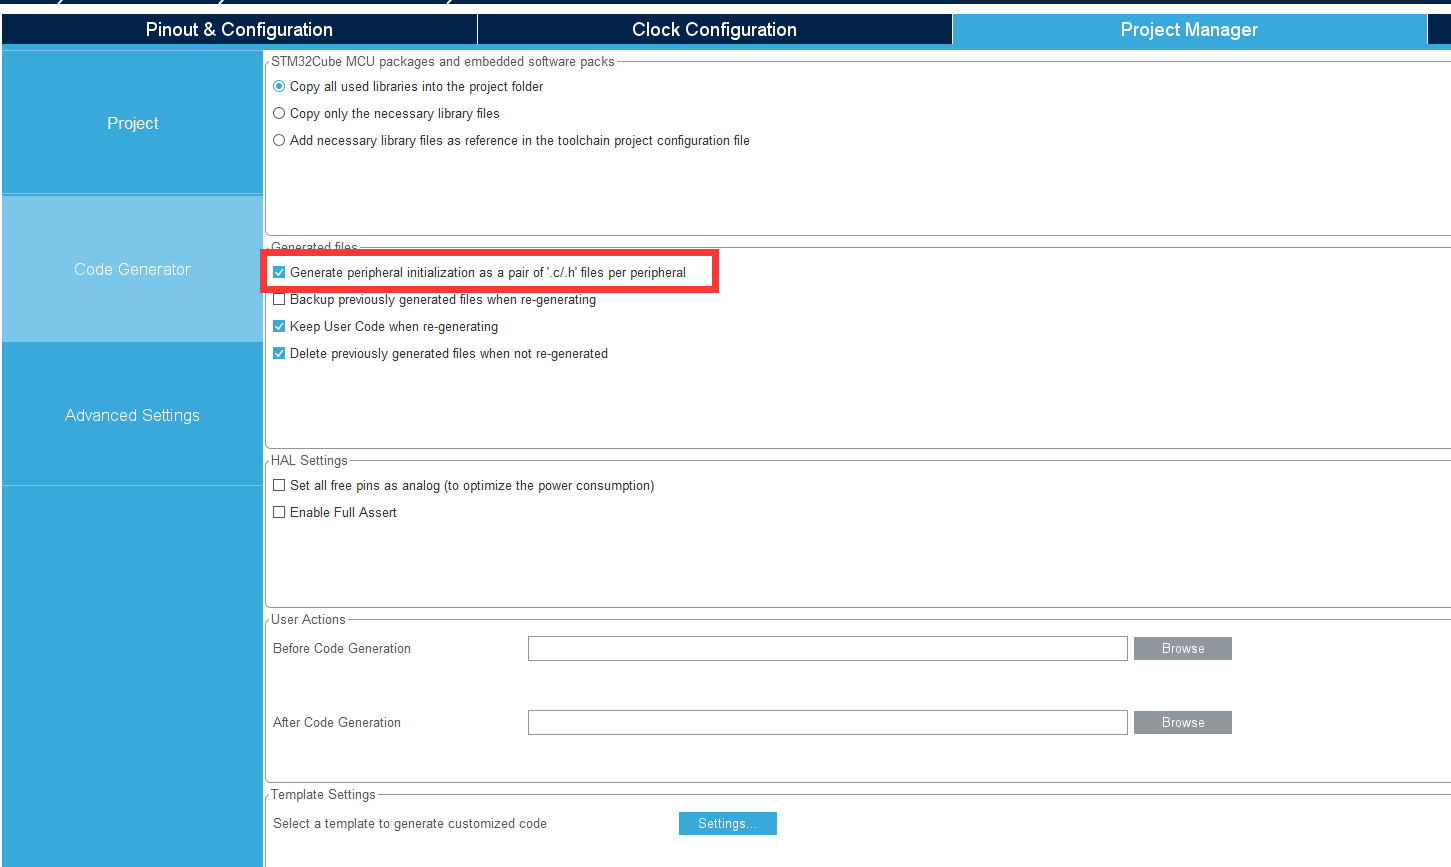 Pinout & Configuration
Clock Configuration
Project Manager
Project
Code Generator
Advanced Settings
STM32Cube MCU packages and embedded software packs
Copy all used libraries into the project folder
Copy only the necessary library files
Add necessary library files as reference in the toolchain project configuration file
Generated files
Generate peripheral initialization as a pair of '.c/.h' files per peripheral
Backup previously generated files when re-generating
Keep User Code when re-generating
Delete previously generated files when not re-generated
HAL Settings
Set all free pins as analog (to optimize the power consumption)
Enable Full Assert
User Actions
Before Code Generation
Browse
After Code Generation
Browse
Template Settings
Select a template to generate customized code
Settings...